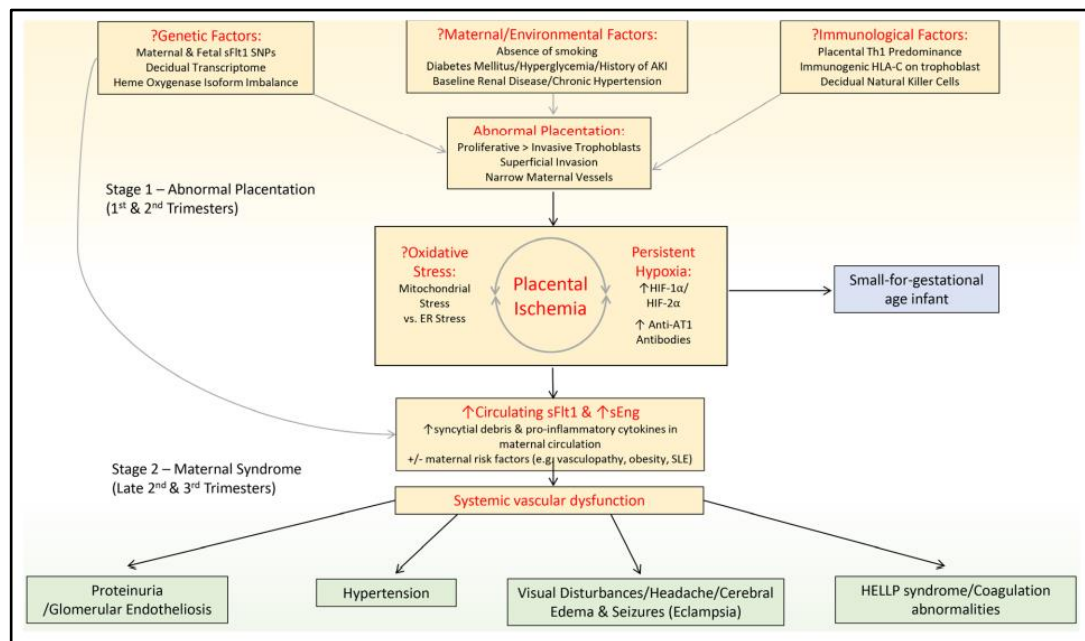 ?Genetic Factors:
Maternal & Fetal sFlt1 SNPs
Decidual Transcriptome
Heme Oxygenase Isoform Imbalance
?Maternal/Environmental Factors:
Absence of smoking
Diabetes Mellitus/Hyperglycemia/History of AKI
Baseline Renal Disease/Chronic Hypertension
?Immunological Factors:
Placental Th1 Predominance
Immunogenic HLA-C on trophoblast
Decidual Natural Killer Cells
Abnormal Placentation:
Proliferative > Invasive Trophoblasts
Superficial Invasion
Narrow Maternal Vessels
Stage 1 – Abnormal Placentation
(1st & 2nd Trimesters)
?Oxidative
Stress:
Mitochondrial
Stress
vs. ER Stress
Placental
Ischemia
Persistent
Hypoxia:
↑HIF-1α/
HIF-2α
↑ Anti-AT1
Antibodies
Small-for-gestational
age infant
↑Circulating sFlt1 & ↑sEng
↑syncytial debris & pro-inflammatory cytokines in
maternal circulation
+/- maternal risk factors (e.g. vasculopathy, obesity, SLE)
Stage 2 – Maternal Syndrome
(Late 2nd & 3rd Trimesters)
Systemic vascular dysfunction
Proteinuria
/Glomerular Endotheliosis
Hypertension
Visual Disturbances/Headache/Cerebral
Edema & Seizures (Eclampsia)
HELLP syndrome/Coagulation
abnormalities